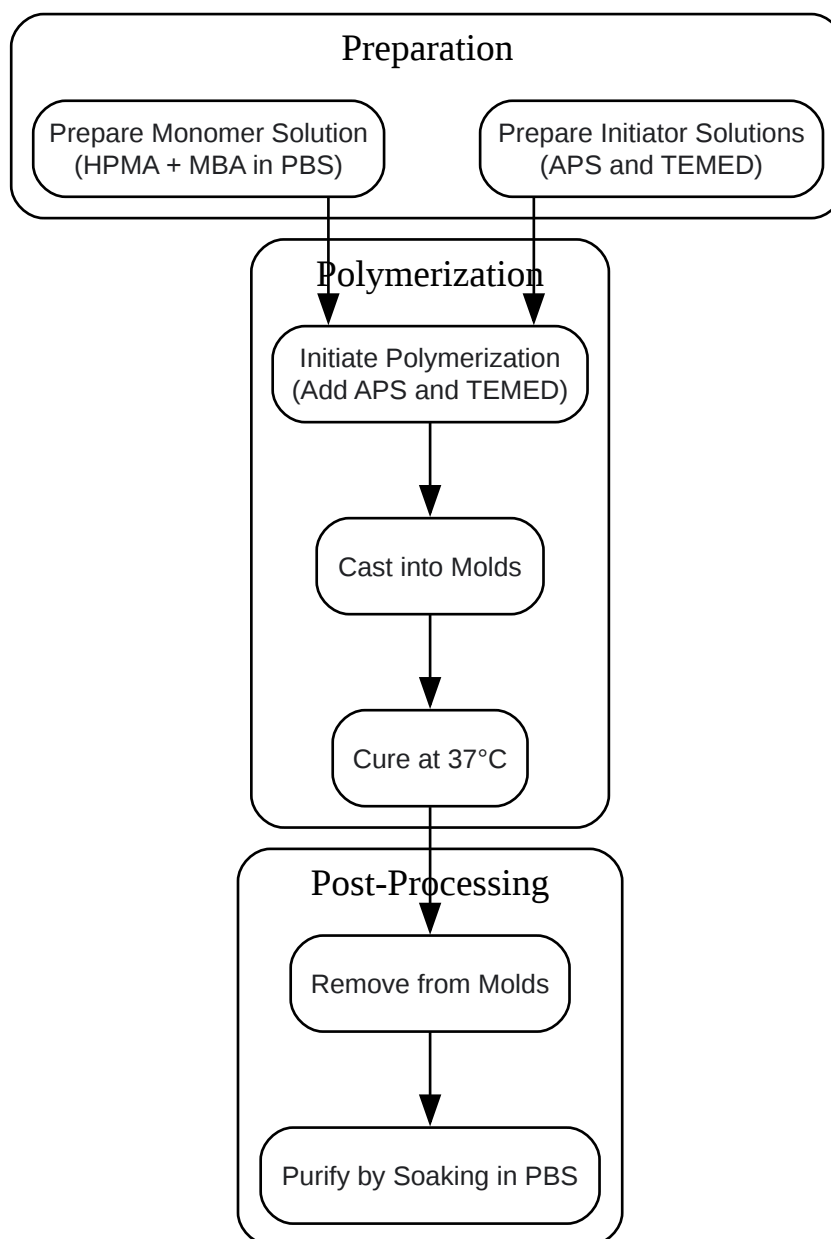 Preparation
Prepare Monomer Solution
(HPMA + MBA in PBS)
Prepare Initiator Solutions
(APS and TEMED)
Polymerization
Initiate Polymerization
(Add APS and TEMED)
Cast into Molds
Cure at 37°C
Post-Processing
Remove from Molds
Purify by Soaking in PBS